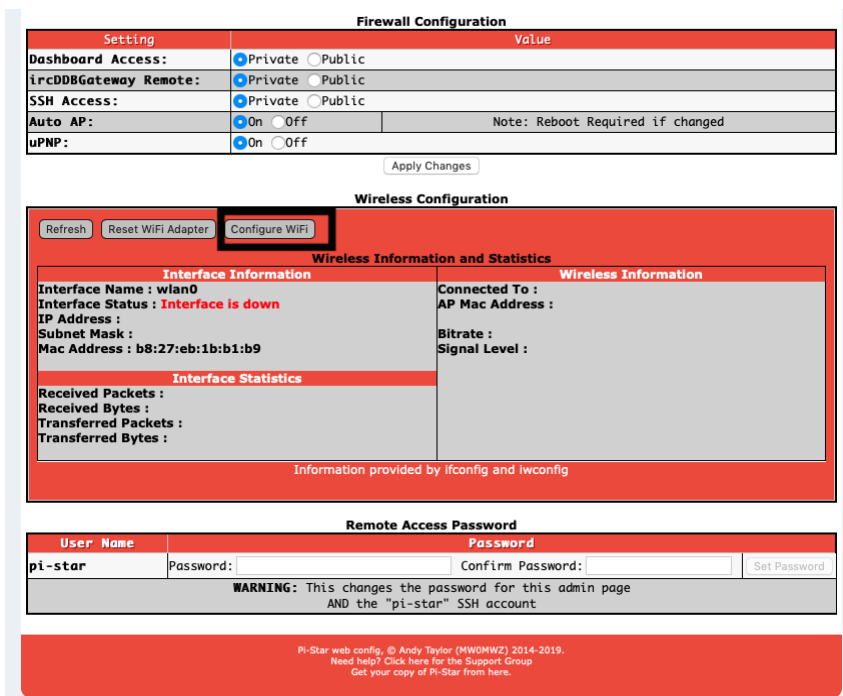 Firewall Configuration
Setting Value
Dashboard Access: Private Public
ircDDBGateway Remote: Private Public
SSH Access: Private Public
Auto AP: On Off Note: Reboot Required if changed
uPNP: On Off
Apply Changes
Wireless Configuration
Refresh Reset WiFi Adapter Configure WiFi
Wireless Information and Statistics
Interface Information Wireless Information
Interface Name : wlan0 Connected To :
Interface Status : Interface is down AP Mac Address :
IP Address :
Subnet Mask : Bitrate :
Mac Address : b8:27:eb:1b:b1:b9 Signal Level :
Interface Statistics
Received Packets :
Received Bytes :
Transferred Packets :
Transferred Bytes :
Information provided by ifconfig and iwconfig
Remote Access Password
User Name Password
pi-star Password: Confirm Password: Set Password
WARNING: This changes the password for this admin page
AND the "pi-star" SSH account
Pi-Star web config, © Andy Taylor (MW0MWZ) 2014-2019.
Need help? Click here for the Support Group
Get your copy of Pi-Star from here.